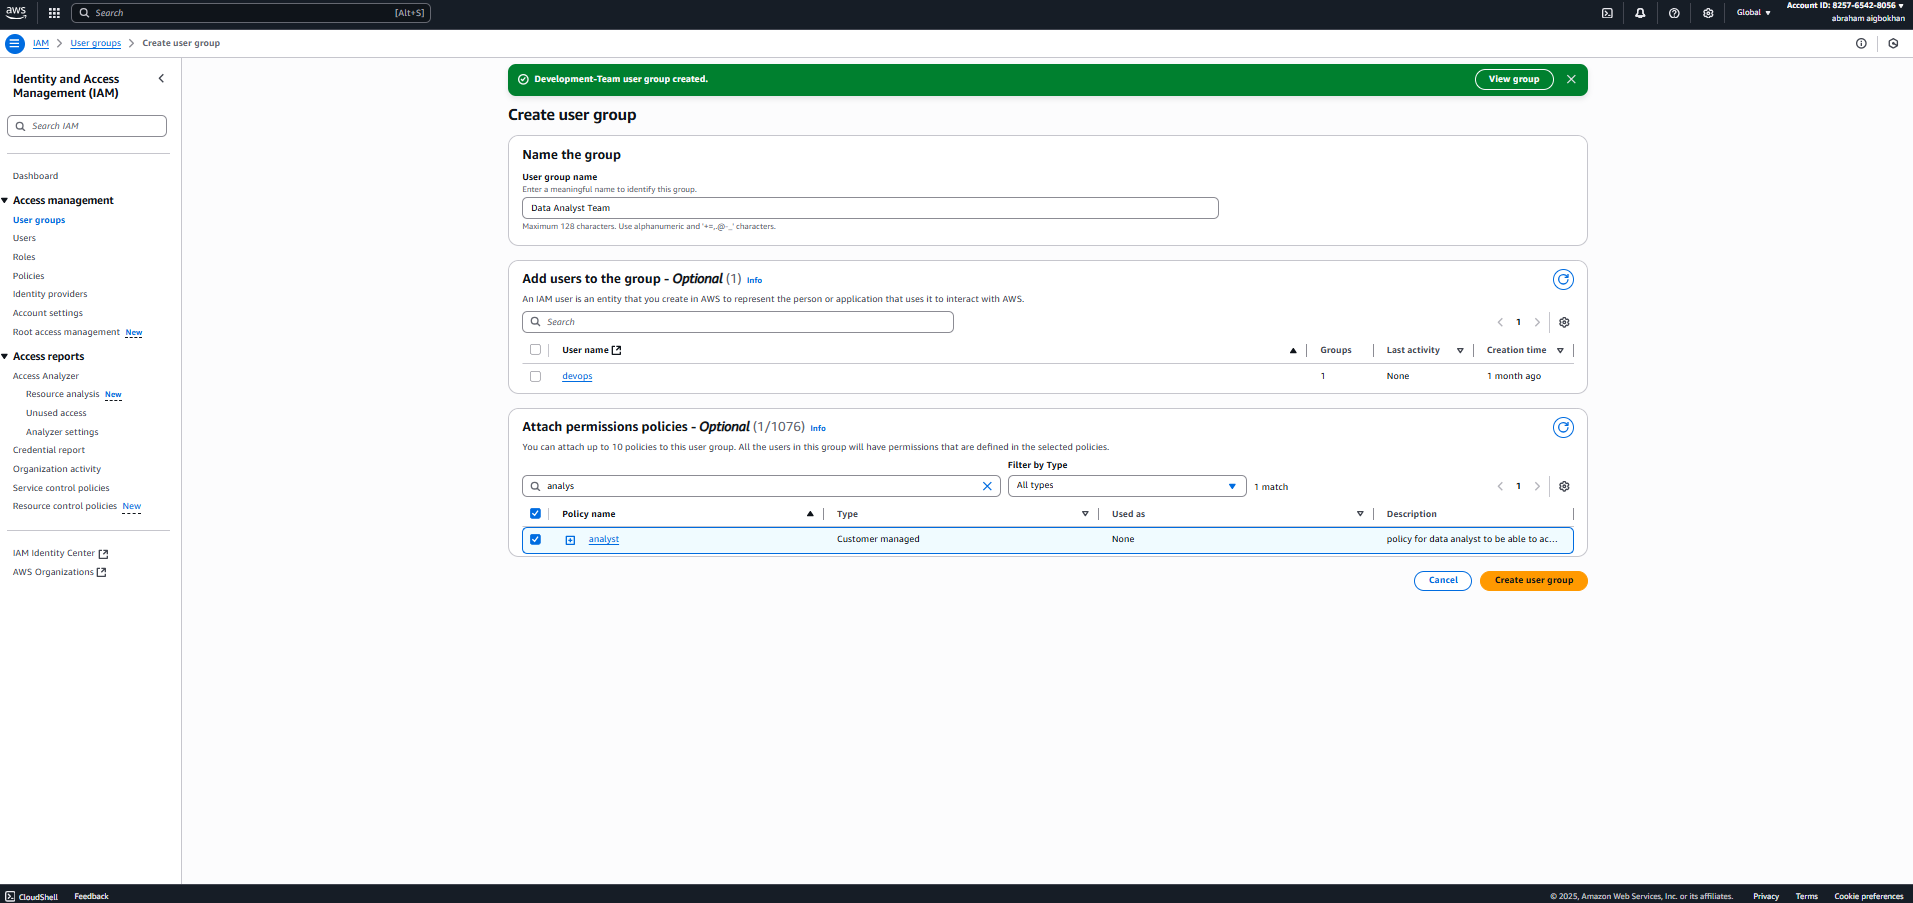 aws
Search [Alt+S]
Global
Account ID: 8257-6542-8056
abraham aigbokhan
IAM
User groups
Create user group
Identity and Access Management (IAM)
Search IAM
Dashboard
Access management
User groups
Users
Roles
Policies
Identity providers
Account settings
Root access management New
Access reports
Access Analyzer
Resource analysis New
Unused access
Analyzer settings
Credential report
Organization activity
Service control policies
Resource control policies New
IAM Identity Center
AWS Organizations
Development-Team user group created.
View group
Create user group
Name the group
User group name
Enter a meaningful name to identify this group.
Data Analyst Team
Maximum 128 characters. Use alphanumeric and '+=,.@-_' characters.
Add users to the group - Optional (1) Info
An IAM user is an entity that you create in AWS to represent the person or application that uses it to interact with AWS.
Search
1
User name Groups Last activity Creation time
devops 1 None 1 month ago
Attach permissions policies - Optional (1/1076) Info
You can attach up to 10 policies to this user group. All the users in this group will have permissions that are defined in the selected policies.
Filter by Type
analys All types 1 match 1
Policy name Type Used as Description
analyst Customer managed None policy for data analyst to be able to ac...
Cancel
Create user group
CloudShell Feedback
© 2025, Amazon Web Services, Inc. or its affiliates. Privacy Terms Cookie preferences